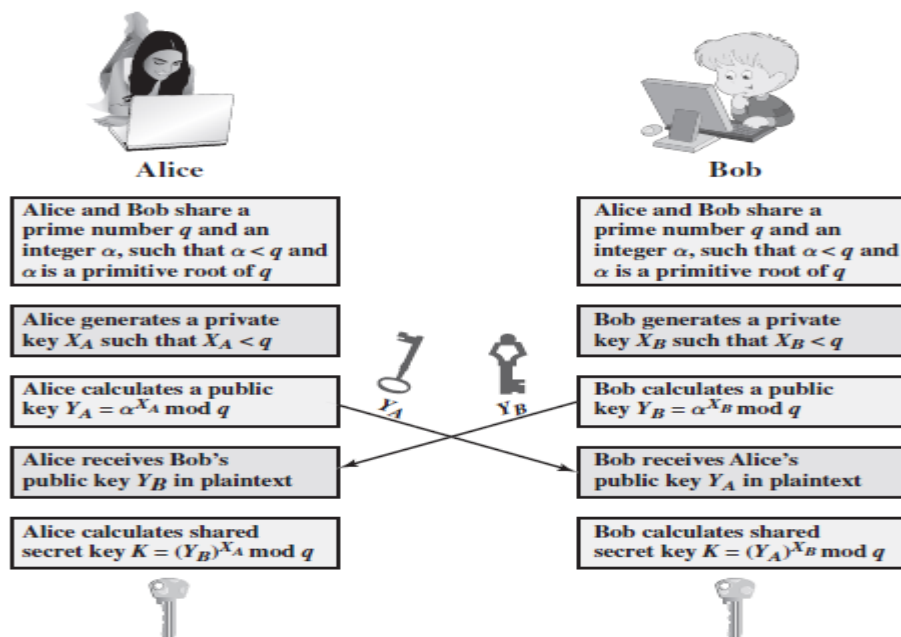 Alice
Bob
Alice and Bob share a
prime number q and an
integer α, such that α < q and
α is a primitive root of q
Alice and Bob share a
prime number q and an
integer α, such that α < q and
α is a primitive root of q
Alice generates a private
key X_A such that X_A < q
Bob generates a private
key X_B such that X_B < q
Alice calculates a public
key Y_A = α^{X_A} mod q
Y_A
Y_B
Bob calculates a public
key Y_B = α^{X_B} mod q
Alice receives Bob's
public key Y_B in plaintext
Bob receives Alice's
public key Y_A in plaintext
Alice calculates shared
secret key K = (Y_B)^{X_A} mod q
Bob calculates shared
secret key K = (Y_A)^{X_B} mod q